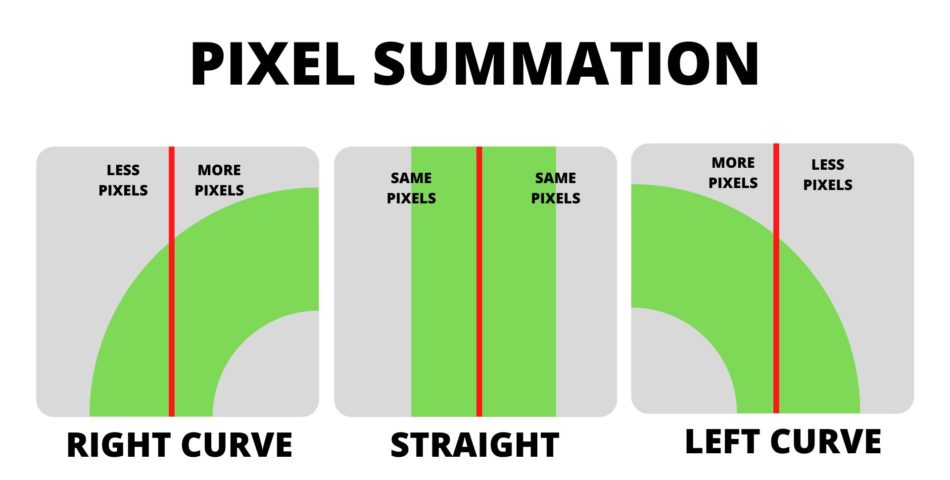 PIXEL SUMMATION
LESS
PIXELS
MORE
PIXELS
SAME
PIXELS
SAME
PIXELS
MORE
PIXELS
LESS
PIXELS
RIGHT CURVE
STRAIGHT
LEFT CURVE